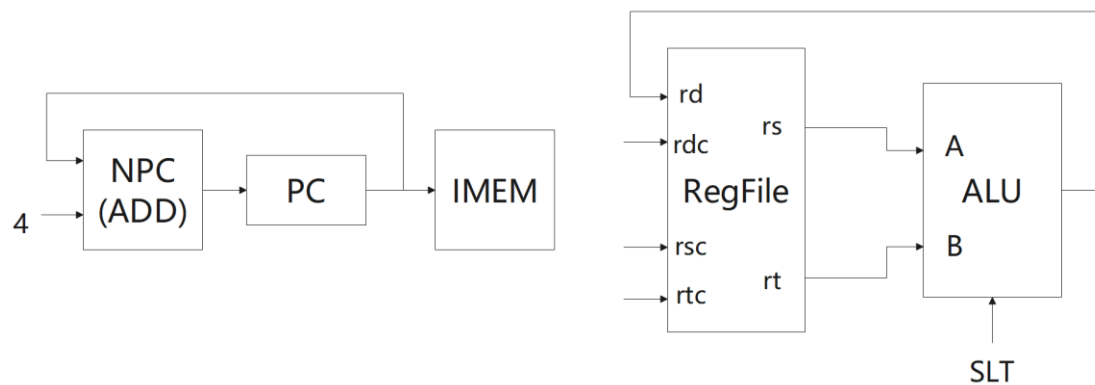 NPC
(ADD)
4
PC
IMEM
rd
rdc
rs
RegFile
rsc
rtc
rt
A
ALU
B
SLT